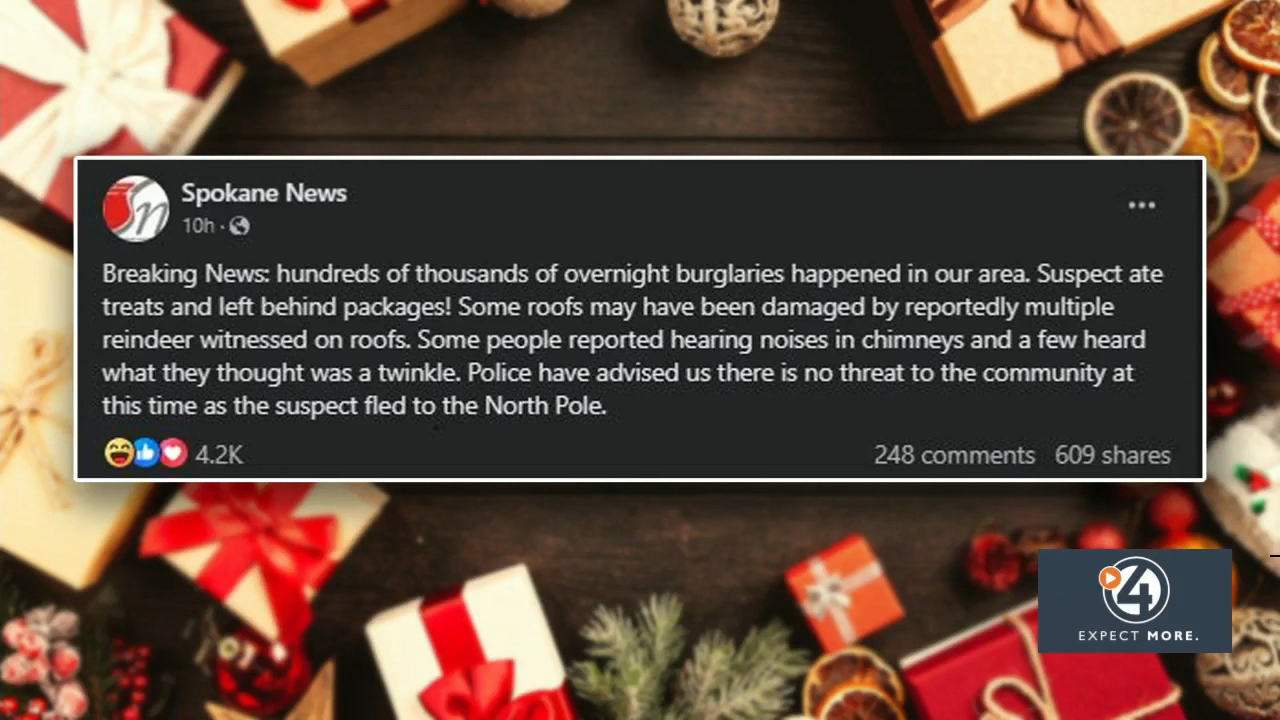 Spokane News
10h ·
Breaking News: hundreds of thousands of overnight burglaries happened in our area. Suspect ate
treats and left behind packages! Some roofs may have been damaged by reportedly multiple
reindeer witnessed on roofs. Some people reported hearing noises in chimneys and a few heard
what they thought was a twinkle. Police have advised us there is no threat to the community at
this time as the suspect fled to the North Pole.
4.2K
248 comments 609 shares
4
EXPECT MORE.